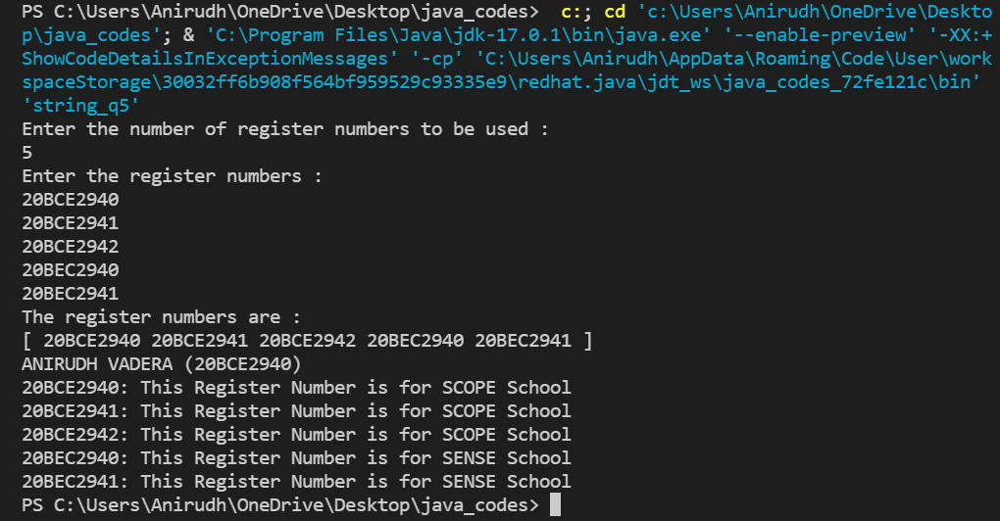 PS C:\Users\Anirudh\OneDrive\Desktop\java_codes>  c:; cd 'c:\Users\Anirudh\OneDrive\Deskto
p\java_codes'; & 'C:\Program Files\Java\jdk-17.0.1\bin\java.exe' '--enable-preview' '-XX:+
ShowCodeDetailsInExceptionMessages' '-cp' 'C:\Users\Anirudh\AppData\Roaming\Code\User\work
spaceStorage\30032ff6b908f564bf959529c93335e9\redhat.java\jdt_ws\java_codes_72fe121c\bin'
'string_q5'
Enter the number of register numbers to be used :
5
Enter the register numbers :
20BCE2940
20BCE2941
20BCE2942
20BEC2940
20BEC2941
The register numbers are :
[ 20BCE2940 20BCE2941 20BCE2942 20BEC2940 20BEC2941 ]
ANIRUDH VADERA (20BCE2940)
20BCE2940: This Register Number is for SCOPE School
20BCE2941: This Register Number is for SCOPE School
20BCE2942: This Register Number is for SCOPE School
20BEC2940: This Register Number is for SENSE School
20BEC2941: This Register Number is for SENSE School
PS C:\Users\Anirudh\OneDrive\Desktop\java_codes>